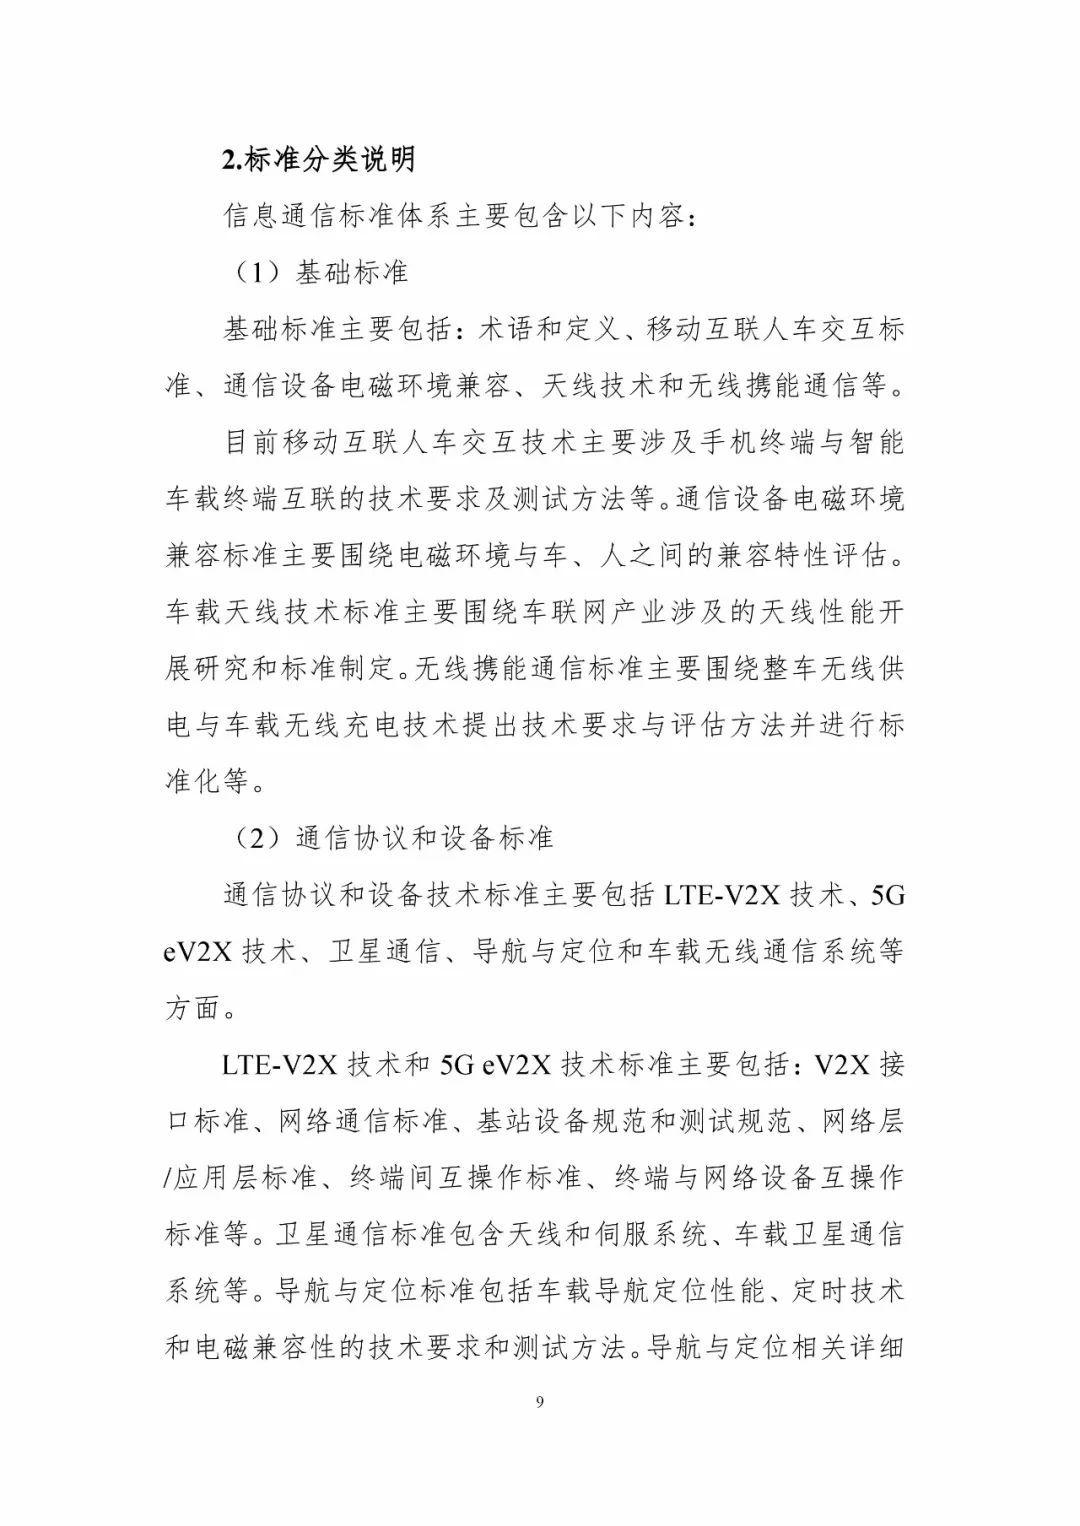 2.标准分类说明
信息通信标准体系主要包含以下内容：
（1）基础标准
基础标准主要包括：术语和定义、移动互联人车交互标
准、通信设备电磁环境兼容、天线技术和无线携能通信等。
目前移动互联人车交互技术主要涉及手机终端与智能
车载终端互联的技术要求及测试方法等。通信设备电磁环境
兼容标准主要围绕电磁环境与车、人之间的兼容特性评估。
车载天线技术标准主要围绕车联网产业涉及的天线性能开
展研究和标准制定。无线携能通信标准主要围绕整车无线供
电与车载无线充电技术提出技术要求与评估方法并进行标
准化等。
（2）通信协议和设备标准
通信协议和设备技术标准主要包括 LTE-V2X 技术、5G
eV2X 技术、卫星通信、导航与定位和车载无线通信系统等
方面。
LTE-V2X 技术和 5G eV2X 技术标准主要包括：V2X 接
口标准、网络通信标准、基站设备规范和测试规范、网络层
/应用层标准、终端间互操作标准、终端与网络设备互操作
标准等。卫星通信标准包含天线和伺服系统、车载卫星通信
系统等。导航与定位标准包括车载导航定位性能、定时技术
和电磁兼容性的技术要求和测试方法。导航与定位相关详细
9